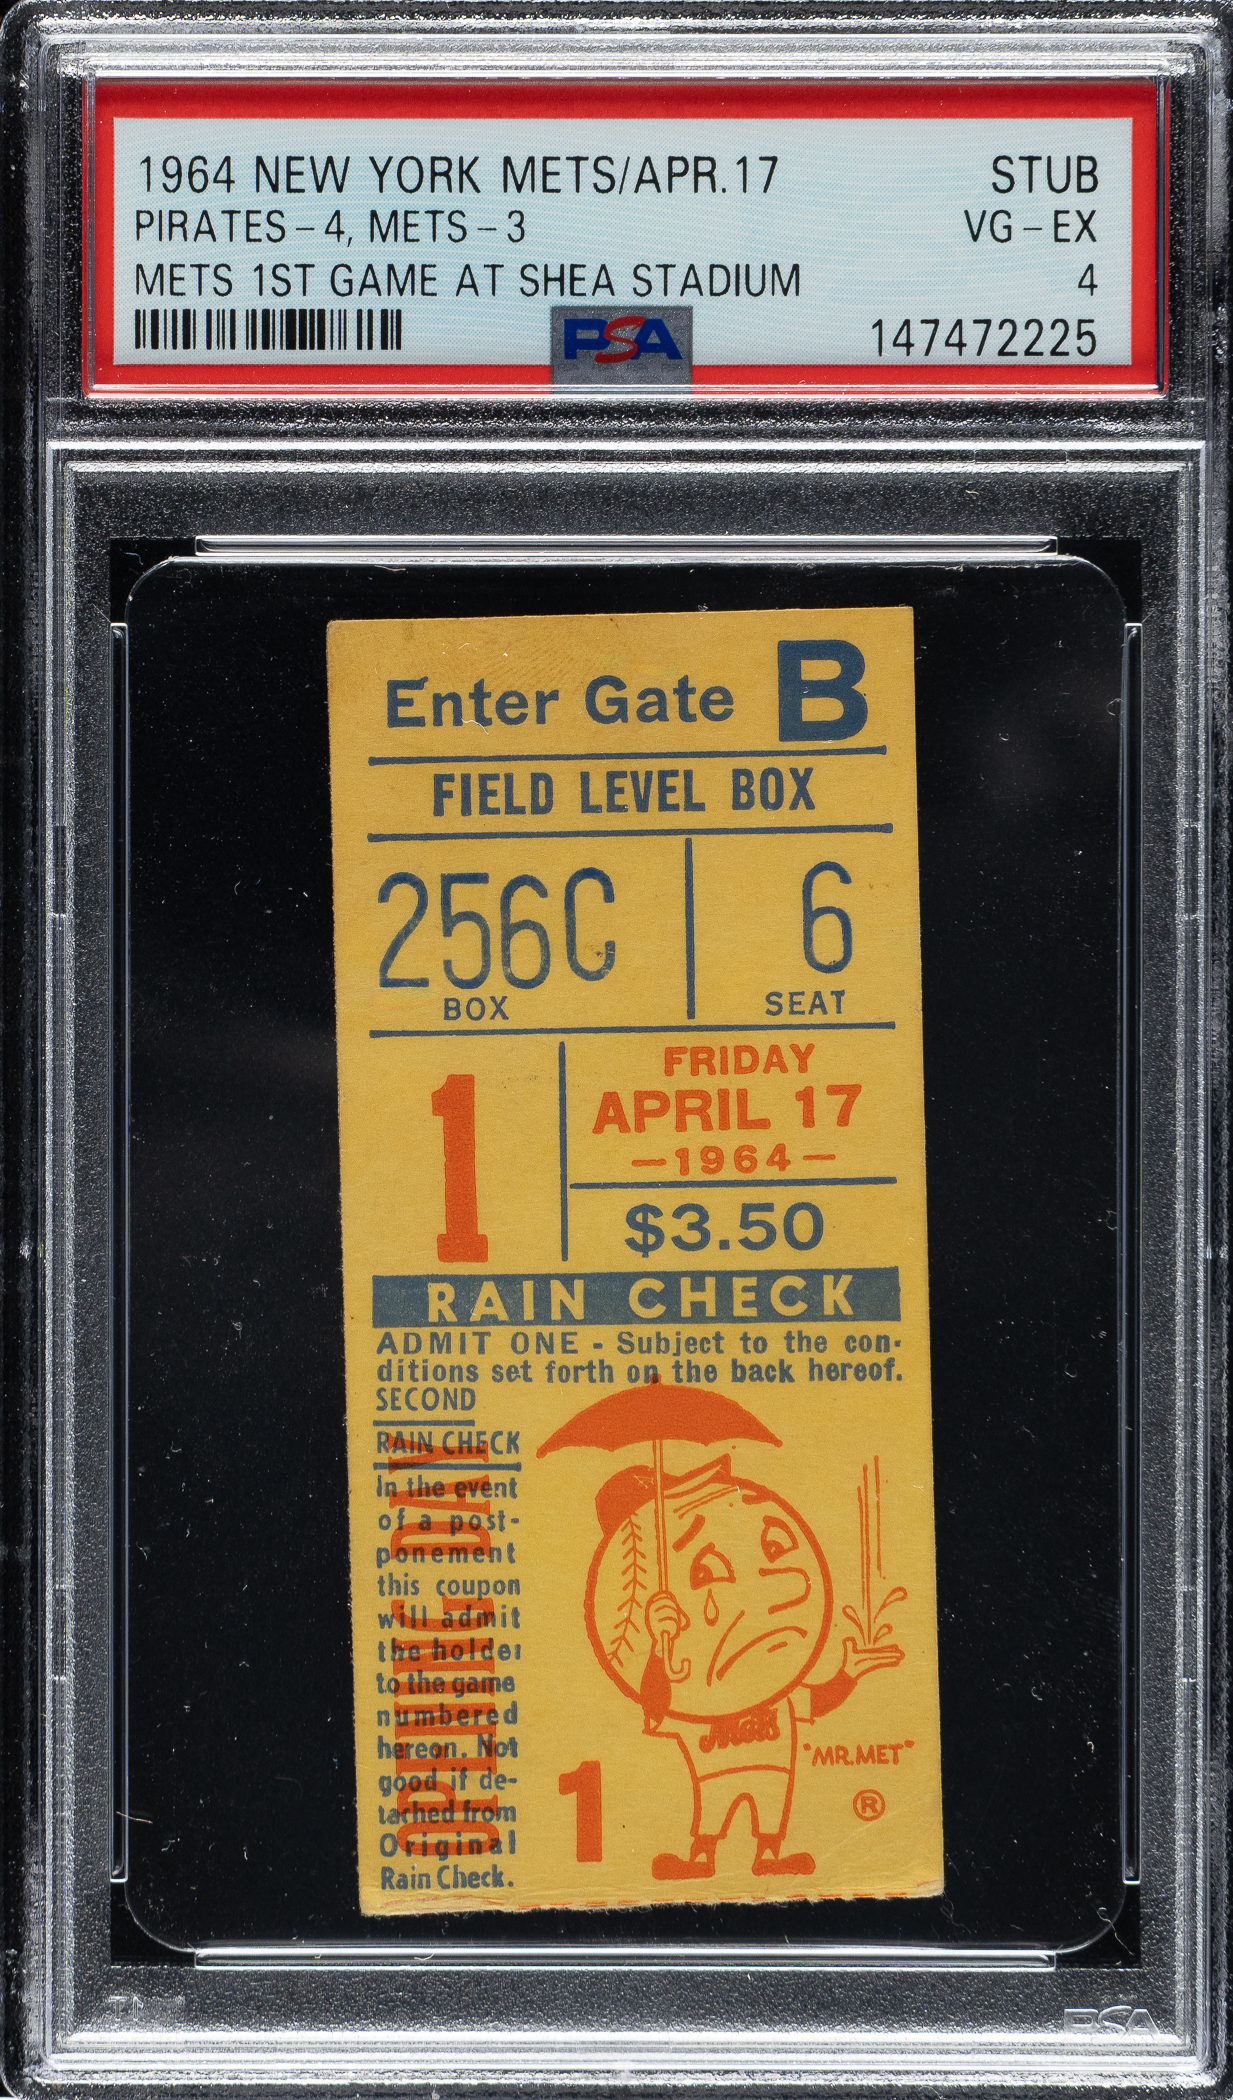 1964 NEW YORK METS/APR.17 STUB
PIRATES-4, METS-3 VG-EX
METS 1ST GAME AT SHEA STADIUM 4
PSA 147472225
Enter Gate B
FIELD LEVEL BOX
256C 6
BOX SEAT
1
FRIDAY
APRIL 17
-1964-
$3.50
RAIN CHECK
ADMIT ONE - Subject to the con-
ditions set forth on the back hereof.
SECOND
RAIN CHECK
In the event
of a post-
ponement
this coupon
will admit
the holder
to the game
numbered
hereon. Not
good if de-
tached from
Original
Rain Check.
OPENING DAY
Mets
"MR.MET"
®
1
PSA